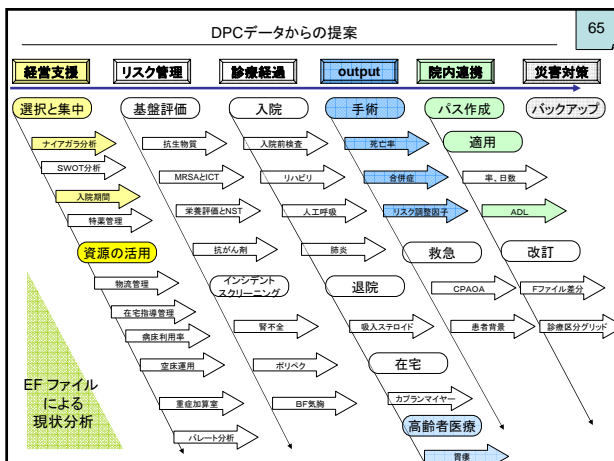 DPCデータからの提案
65
経営支援
リスク管理
診療経過
output
院内連携
災害対策
選択と集中
基盤評価
入院
手術
パス作成
バックアップ
ナイアガラ分析
抗生物質
入院前検査
死亡率
適用
SWOT分析
MRSAとICT
リハビリ
合併症
率、日数
入院期間
栄養評価とNST
人工呼吸
リスク調整因子
ADL
特薬管理
抗がん剤
肺炎
救急
改訂
資源の活用
インシデント
スクリーニング
退院
CPAOA
Fファイル差分
物流管理
在宅指導管理
腎不全
吸入ステロイド
患者背景
診療区分グリッド
病床利用率
空床運用
ポリペク
在宅
重症加算室
BF気胸
カプランマイヤー
パレート分析
高齢者医療
胃瘻
EF ファイル
による
現状分析